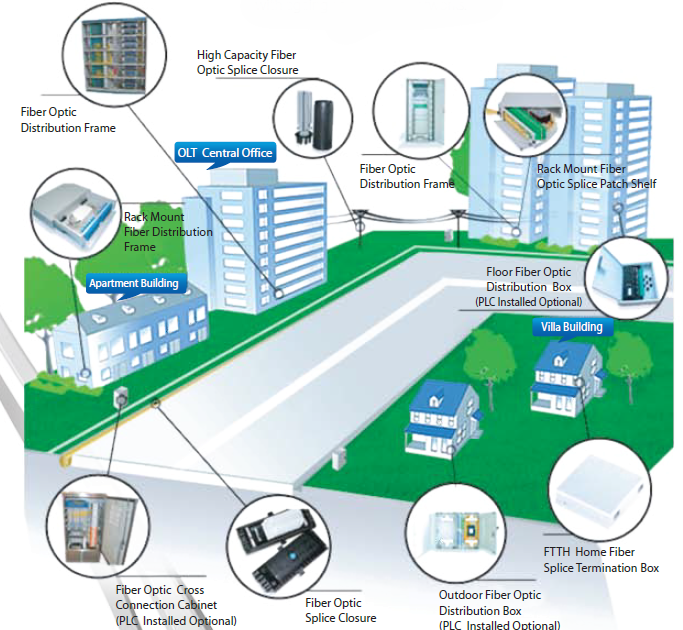 High Capacity Fiber
Optic Splice Closure
Fiber Optic
Distribution Frame
OLT Central Office
Fiber Optic
Distribution Frame
Rack Mount Fiber
Optic Splice Patch Shelf
Rack Mount
Fiber Distribution
Frame
Apartment Building
Floor Fiber Optic
Distribution Box
(PLC Installed Optional)
Villa Building
FTTH Home Fiber
Splice Termination Box
Fiber Optic Cross
Connection Cabinet
(PLC Installed Optional)
Fiber Optic
Splice Closure
Outdoor Fiber Optic
Distribution Box
(PLC Installed Optional)